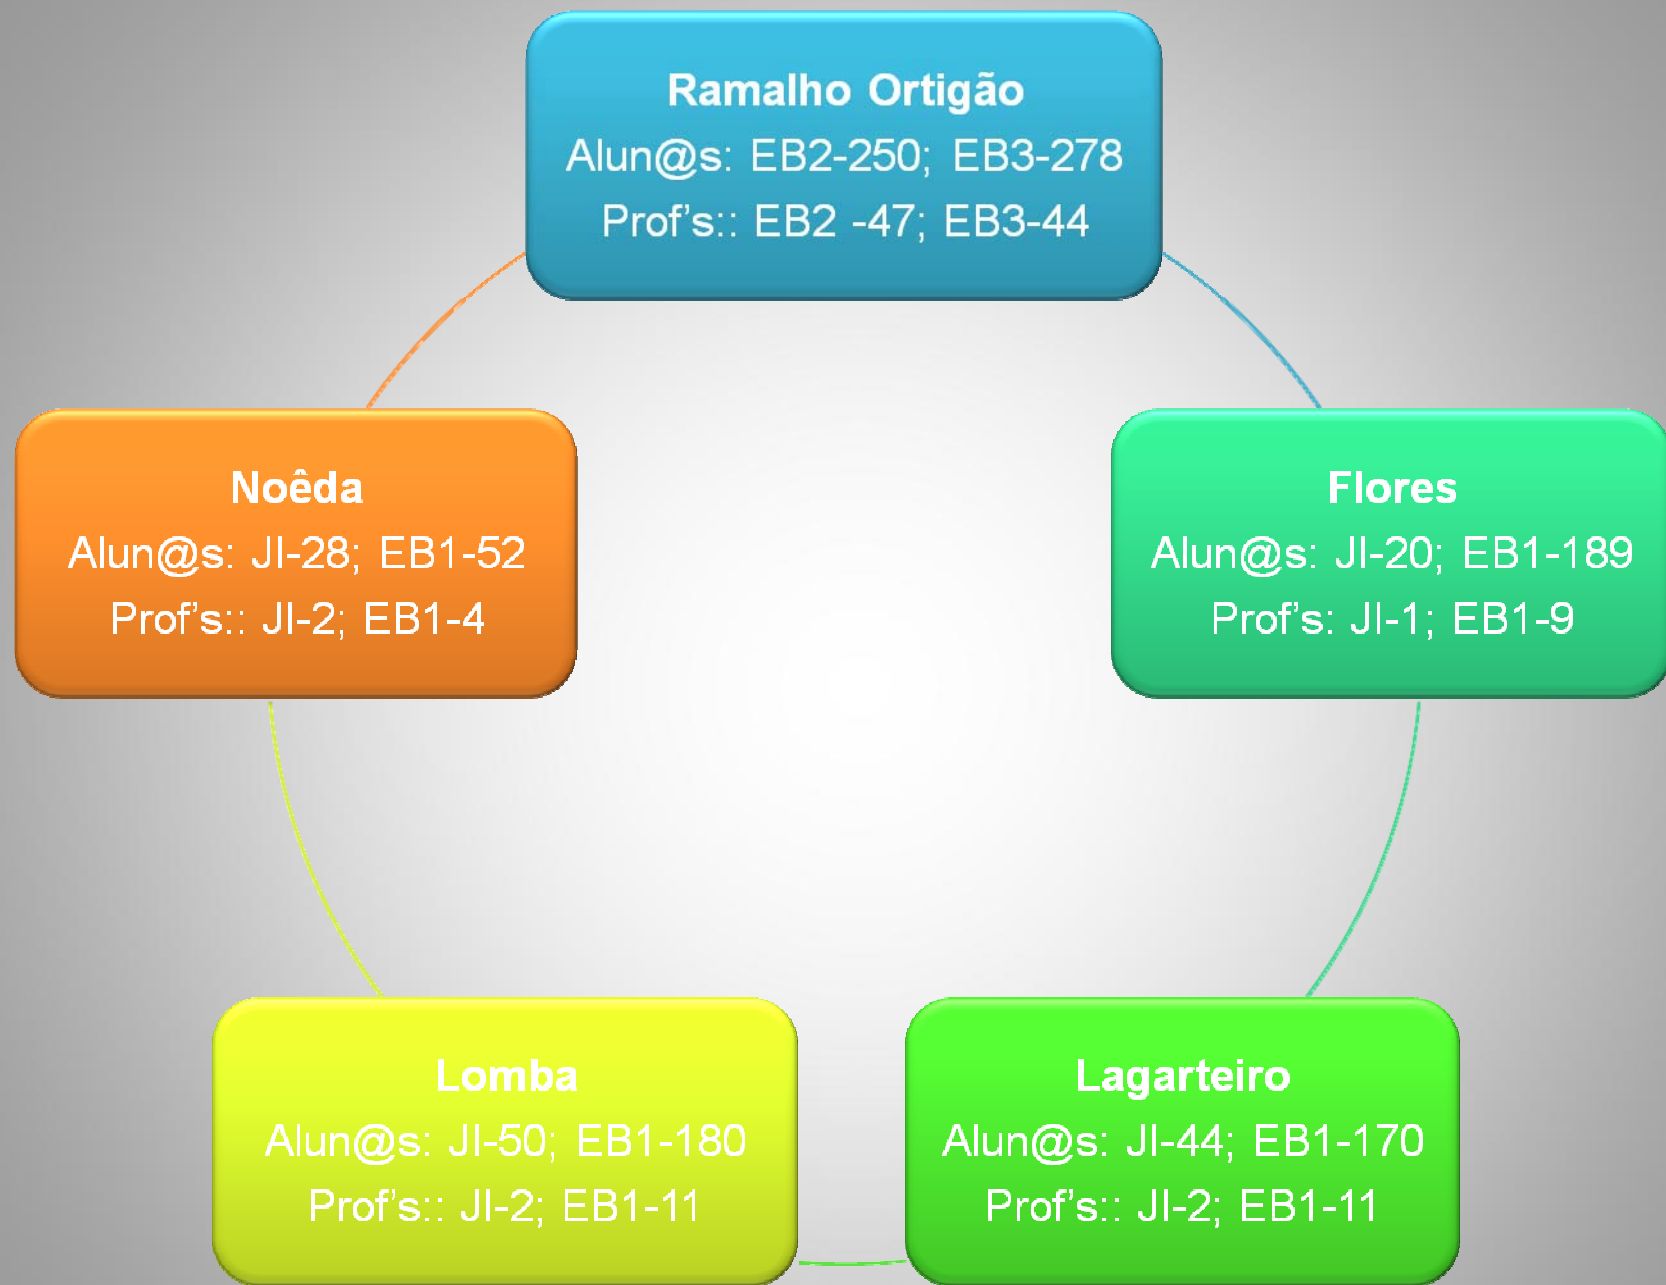 Ramalho Ortigão
Alun@s: EB2-250; EB3-278
Prof's:: EB2 -47; EB3-44
Noêda
Alun@s: JI-28; EB1-52
Prof's:: JI-2; EB1-4
Flores
Alun@s: JI-20; EB1-189
Prof's: JI-1; EB1-9
Lomba
Alun@s: JI-50; EB1-180
Prof's:: JI-2; EB1-11
Lagarteiro
Alun@s: JI-44; EB1-170
Prof's:: JI-2; EB1-11